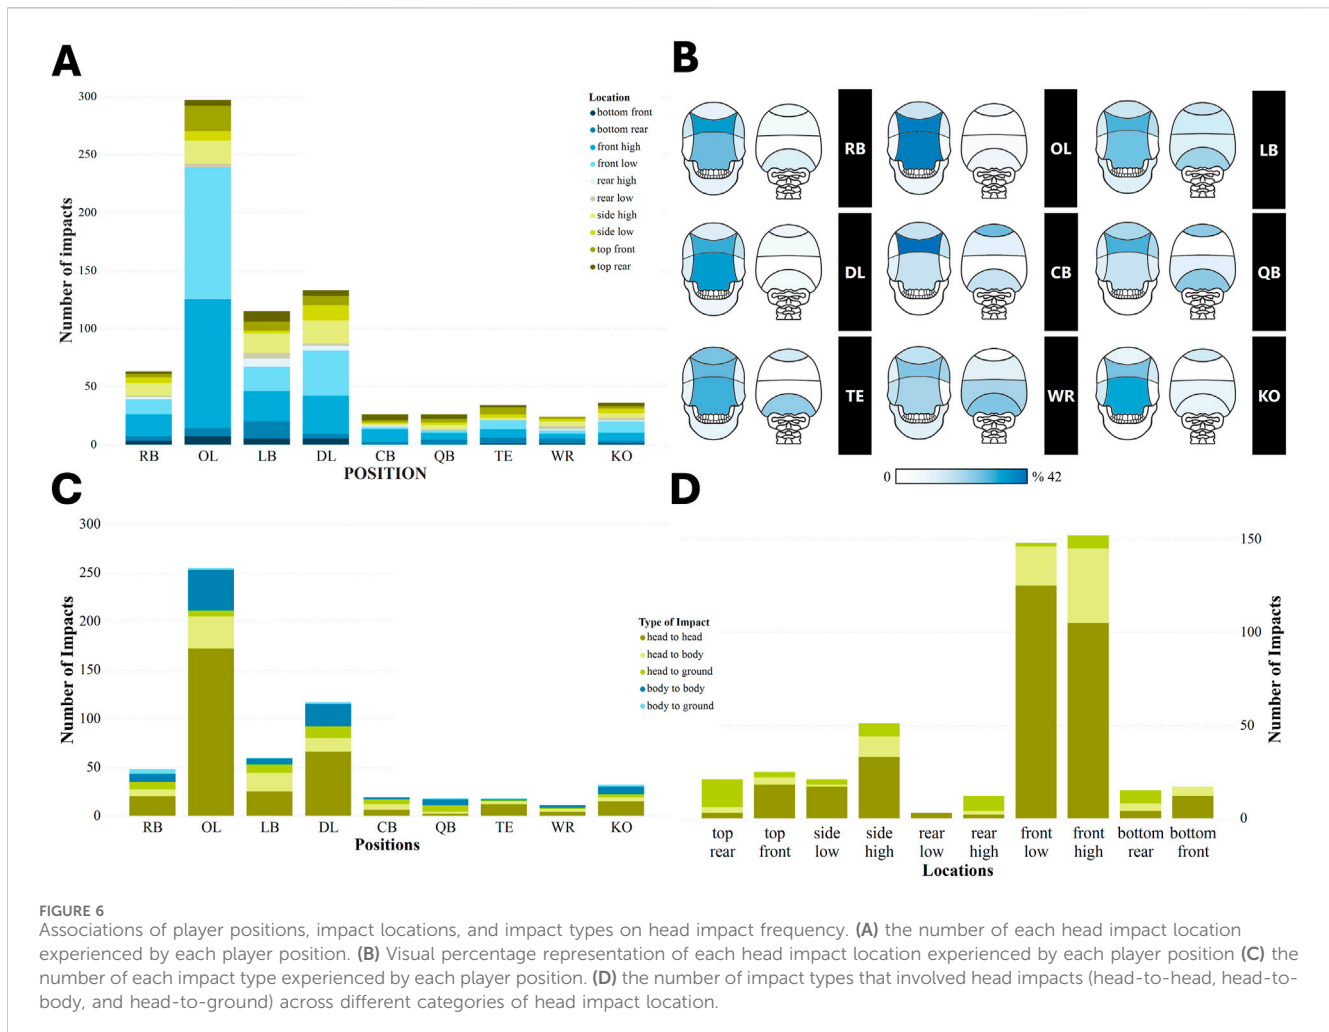 A
300
250
200
150
100
50
0
Number of impacts
RB OL LB DL CB QB TE WR KO
POSITION
Location
bottom front
bottom rear
front high
front low
rear high
rear low
side high
side low
top front
top rear
B
RB OL LB
DL CB QB
TE WR KO
0 % 42
C
300
250
200
150
100
50
0
Number of Impacts
RB OL LB DL CB QB TE WR KO
Positions
Type of Impact
head to head
head to body
head to ground
body to body
body to ground
D
150
100
50
0
Number of Impacts
top rear
top front
side low
side high
rear low
rear high
front low
front high
bottom rear
bottom front
Locations
FIGURE 6
Associations of player positions, impact locations, and impact types on head impact frequency. (A) the number of each head impact location
experienced by each player position. (B) Visual percentage representation of each head impact location experienced by each player position (C) the
number of each impact type experienced by each player position. (D) the number of impact types that involved head impacts (head-to-head, head-to-
body, and head-to-ground) across different categories of head impact location.